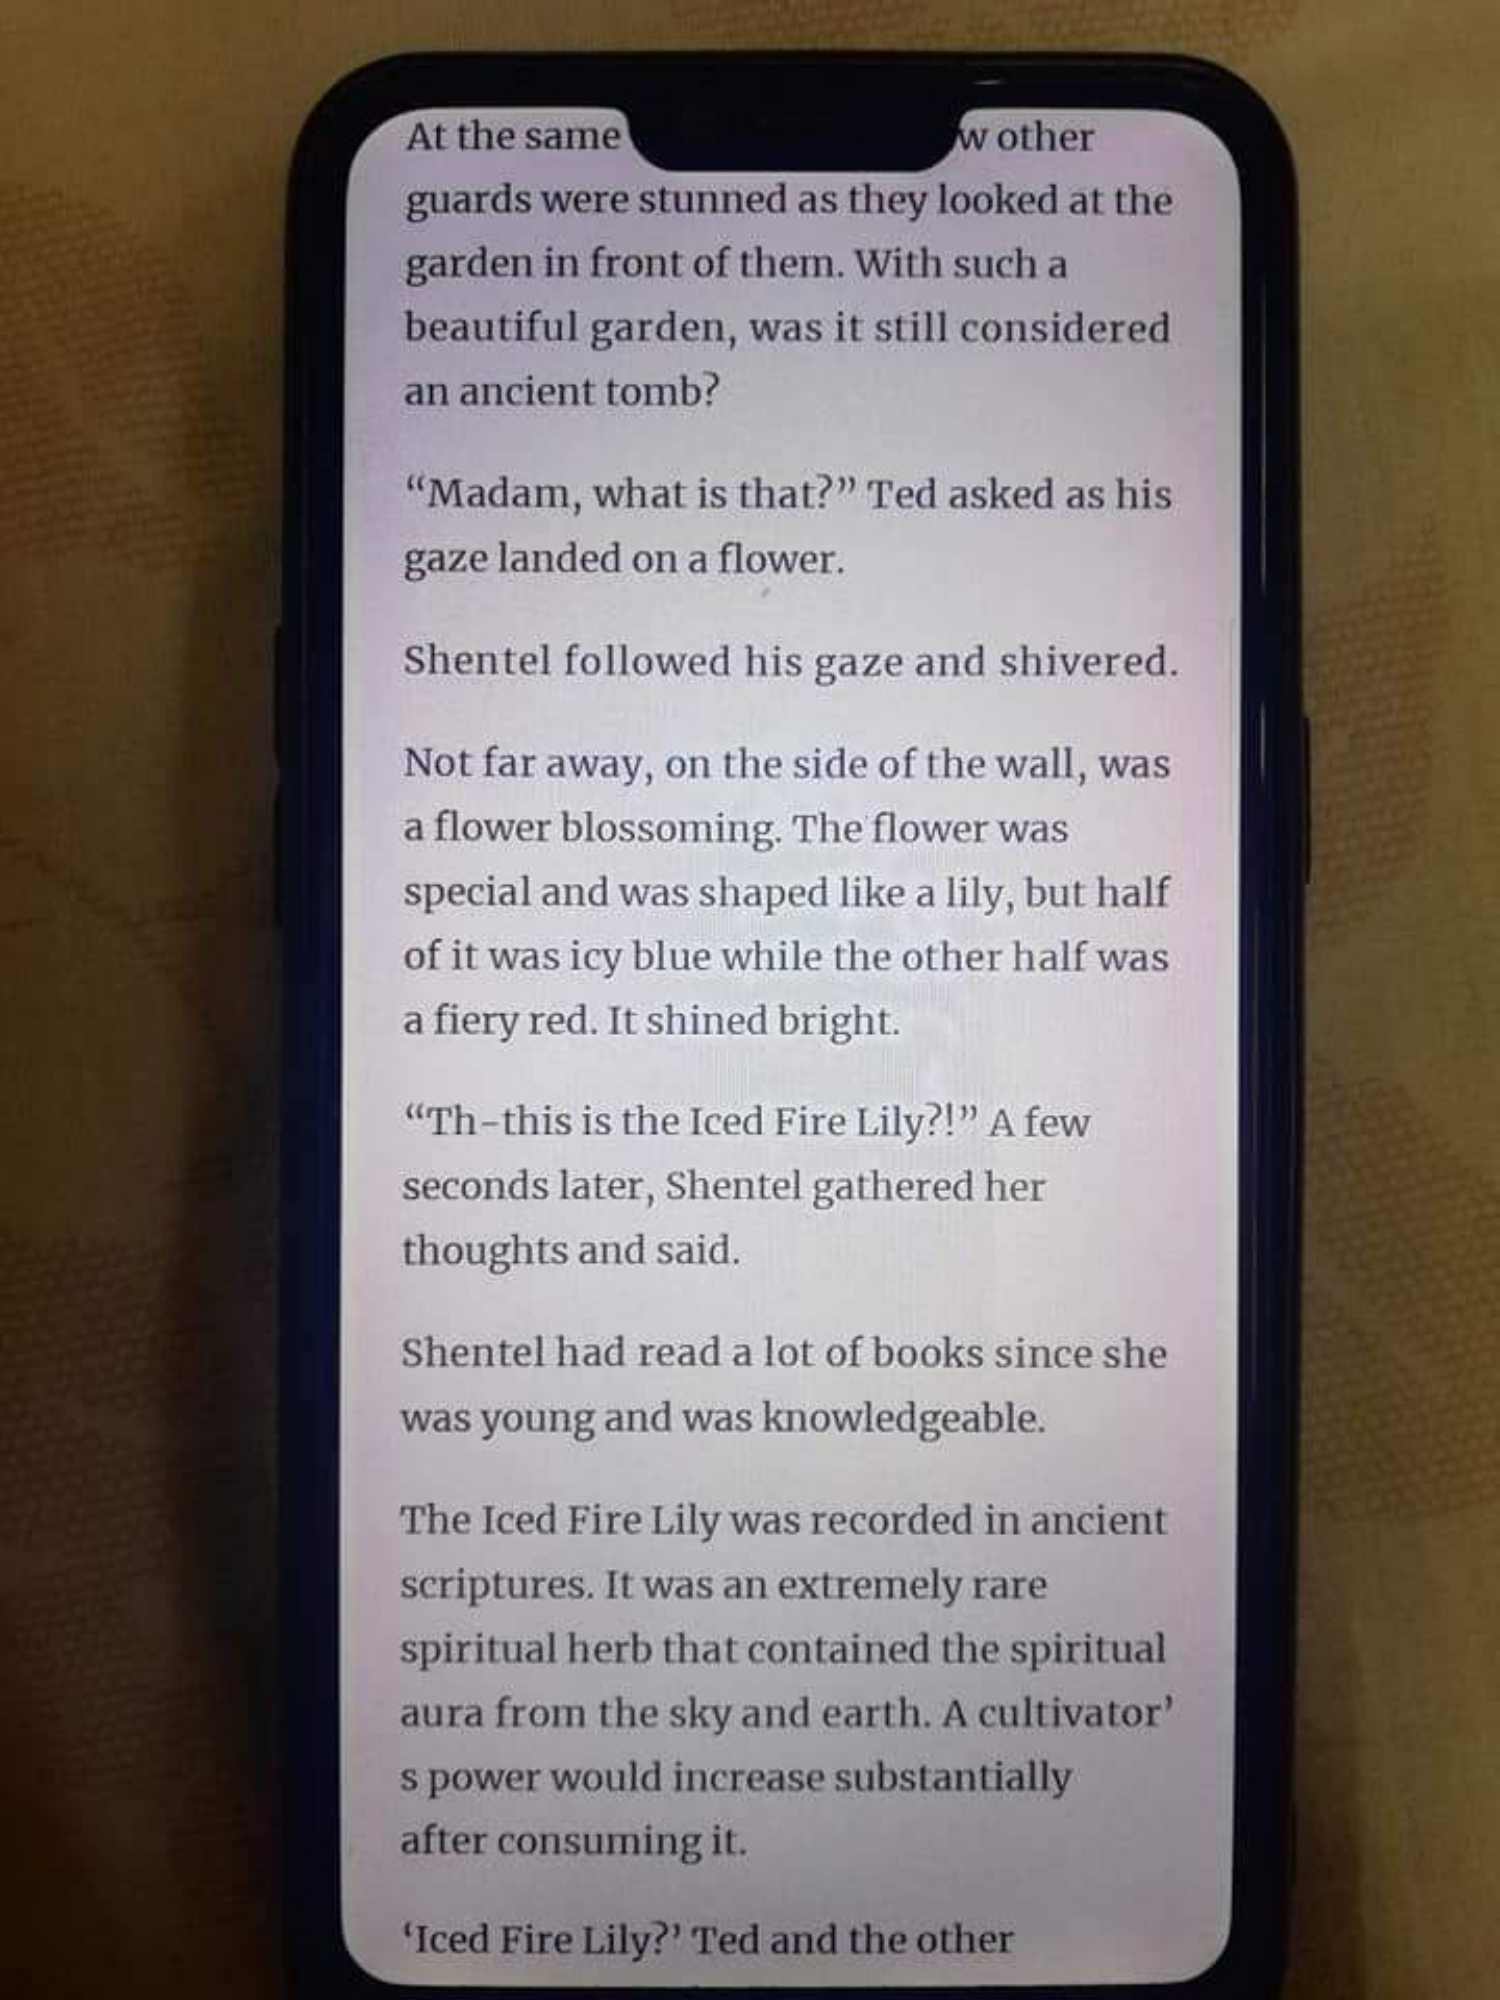 At the same w other
guards were stunned as they looked at the
garden in front of them. With such a
beautiful garden, was it still considered
an ancient tomb?
“Madam, what is that?” Ted asked as his
gaze landed on a flower.
Shentel followed his gaze and shivered.
Not far away, on the side of the wall, was
a flower blossoming. The flower was
special and was shaped like a lily, but half
of it was icy blue while the other half was
a fiery red. It shined bright.
“Th-this is the Iced Fire Lily?!” A few
seconds later, Shentel gathered her
thoughts and said.
Shentel had read a lot of books since she
was young and was knowledgeable.
The Iced Fire Lily was recorded in ancient
scriptures. It was an extremely rare
spiritual herb that contained the spiritual
aura from the sky and earth. A cultivator’
s power would increase substantially
after consuming it.
‘Iced Fire Lily?’ Ted and the other